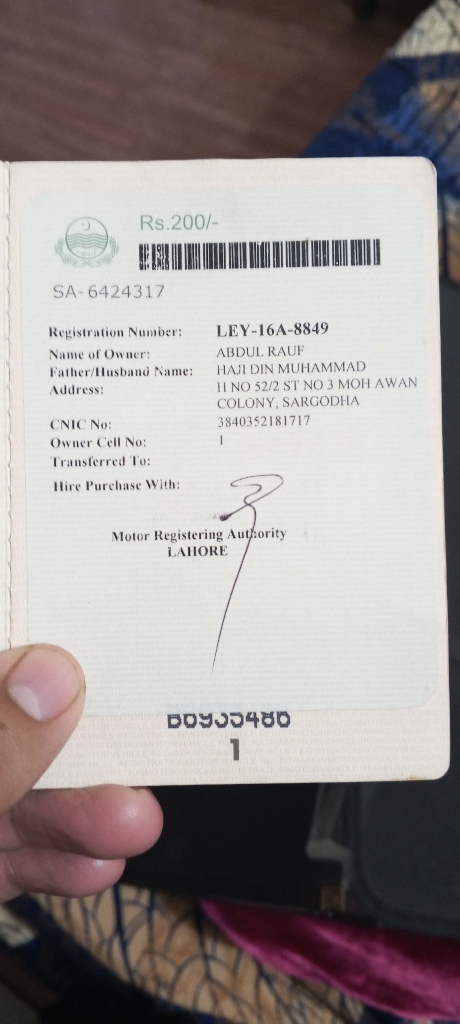 Rs.200/-
SA-6424317
Registration Number: LEY-16A-8849
Name of Owner: ABDUL RAUF
Father/Husband Name: HAJI DIN MUHAMMAD
Address: H NO 52/2 ST NO 3 MOH AWAN
COLONY, SARGODHA
CNIC No: 3840352181717
Owner Cell No: 1
Transferred To:
Hire Purchase With:
Motor Registering Authority
LAHORE
B6935486
1